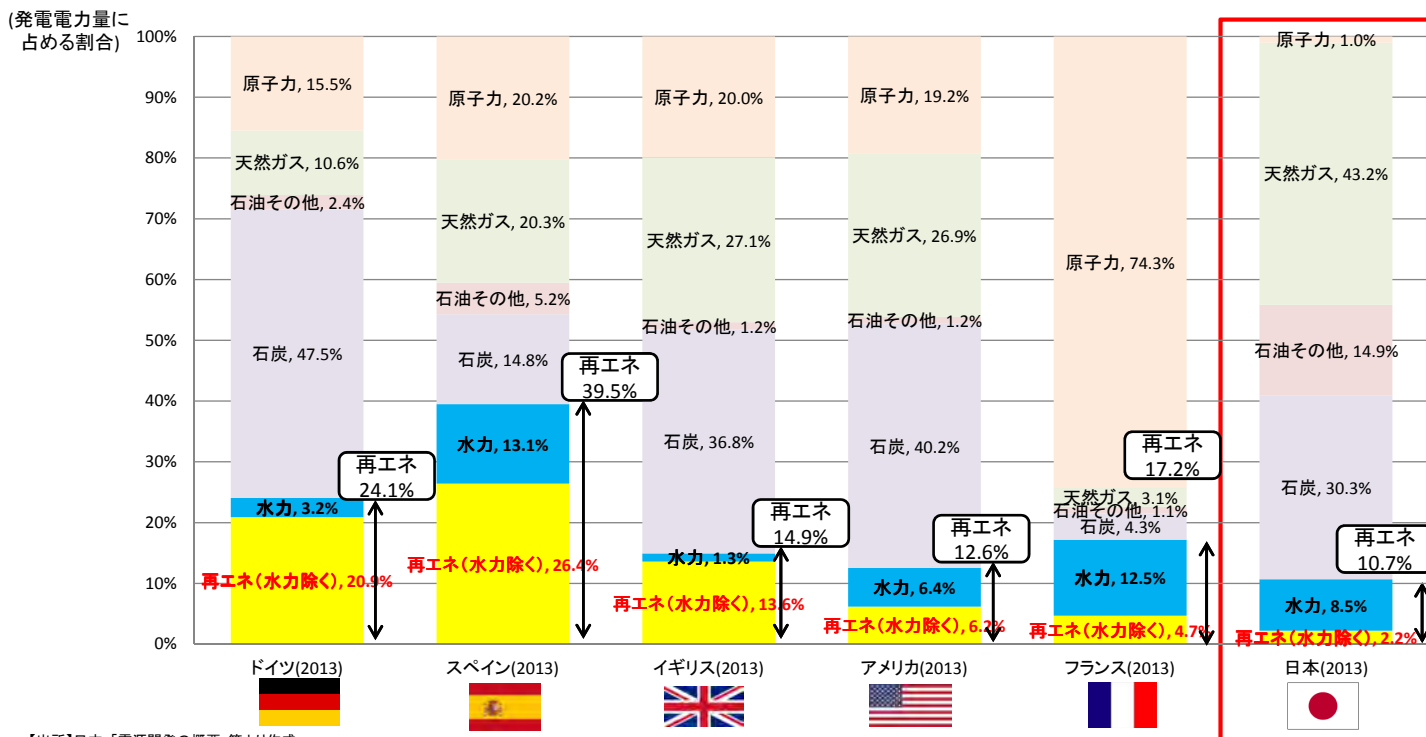 (発電電力量に
占める割合)
100%
90%
80%
70%
60%
50%
40%
30%
20%
10%
0%
原子力, 15.5%
天然ガス, 10.6%
石油その他, 2.4%
石炭, 47.5%
水力, 3.2%
再エネ(水力除く), 20.9%
再エネ
24.1%
ドイツ(2013)
原子力, 20.2%
天然ガス, 20.3%
石油その他, 5.2%
石炭, 14.8%
水力, 13.1%
再エネ(水力除く), 26.4%
再エネ
39.5%
スペイン(2013)
原子力, 20.0%
天然ガス, 27.1%
石油その他, 1.2%
石炭, 36.8%
水力, 1.3%
再エネ(水力除く), 13.6%
再エネ
14.9%
イギリス(2013)
原子力, 19.2%
天然ガス, 26.9%
石油その他, 1.2%
石炭, 40.2%
水力, 6.4%
再エネ(水力除く), 6.2%
再エネ
12.6%
アメリカ(2013)
原子力, 74.3%
天然ガス, 3.1%
石油その他, 1.1%
石炭, 4.3%
水力, 12.5%
再エネ(水力除く), 4.7%
再エネ
17.2%
フランス(2013)
原子力, 1.0%
天然ガス, 43.2%
石油その他, 14.9%
石炭, 30.3%
水力, 8.5%
再エネ(水力除く), 2.2%
再エネ
10.7%
日本(2013)